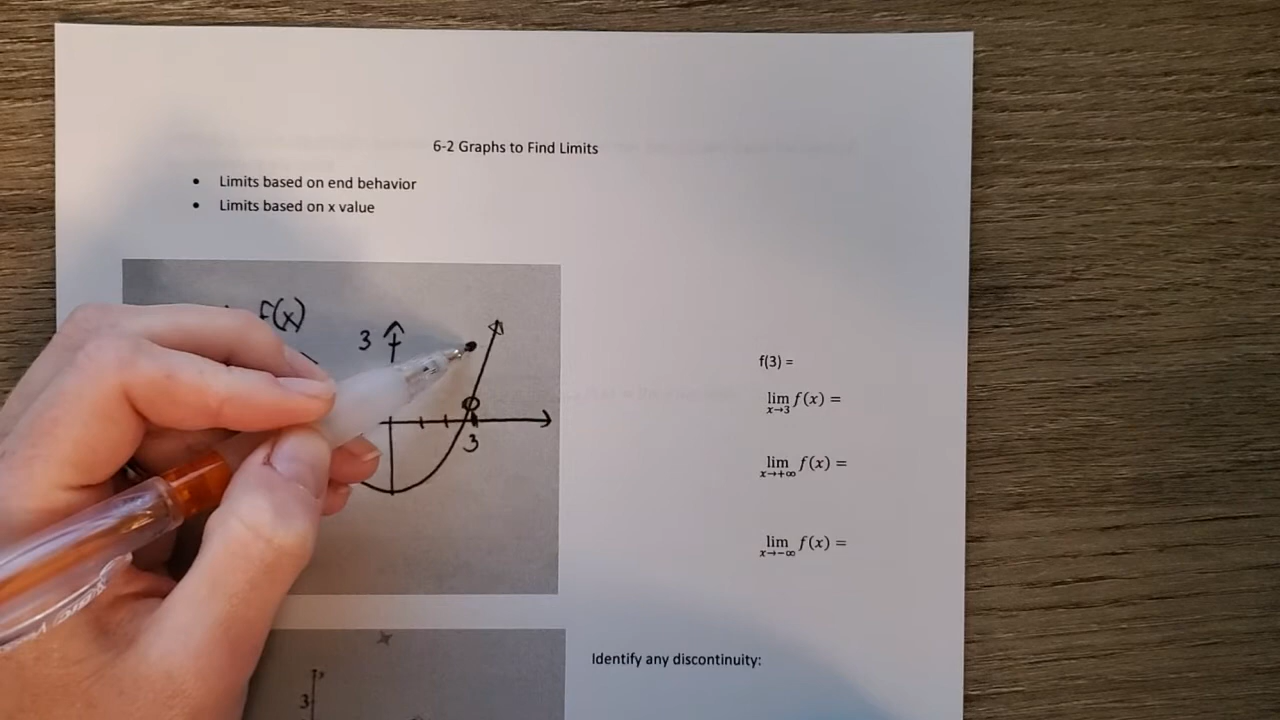 6-2 Graphs to Find Limits
• Limits based on end behavior
• Limits based on x value
f(x)
3
3
f(3) =
lim x→3 f(x) =
lim x→+∞ f(x) =
lim x→−∞ f(x) =
Identify any discontinuity:
3